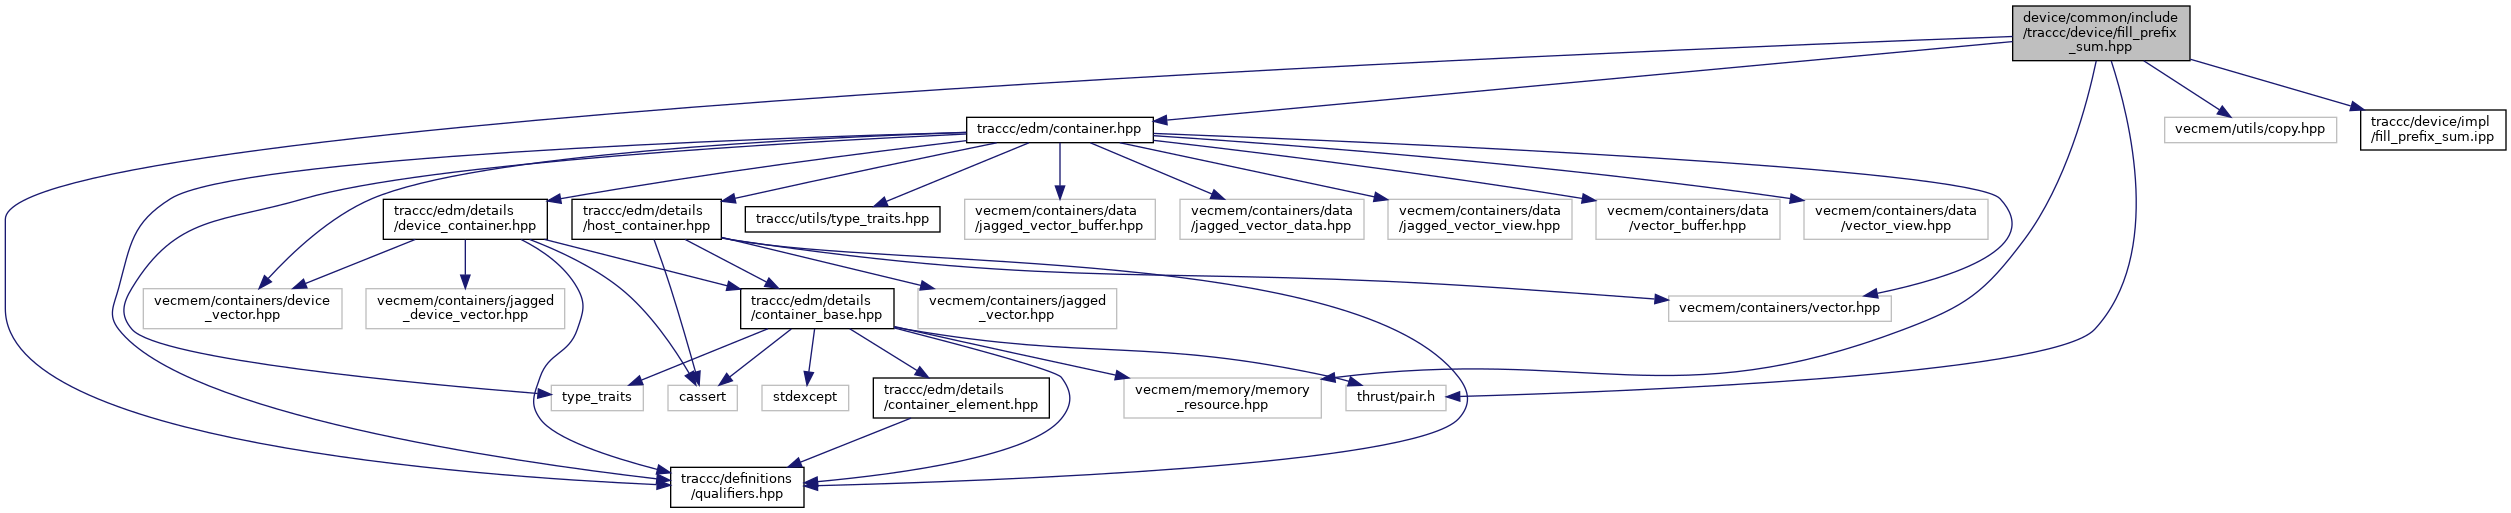 device/common/include
/traccc/device/fill_prefix
_sum.hpp
traccc/edm/container.hpp
vecmem/utils/copy.hpp
traccc/device/impl
/fill_prefix_sum.ipp
traccc/edm/details
/device_container.hpp
traccc/edm/details
/host_container.hpp
traccc/utils/type_traits.hpp
vecmem/containers/data
/jagged_vector_buffer.hpp
vecmem/containers/data
/jagged_vector_data.hpp
vecmem/containers/data
/jagged_vector_view.hpp
vecmem/containers/data
/vector_buffer.hpp
vecmem/containers/data
/vector_view.hpp
vecmem/containers/device
_vector.hpp
vecmem/containers/jagged
_device_vector.hpp
traccc/edm/details
/container_base.hpp
vecmem/containers/jagged
_vector.hpp
vecmem/containers/vector.hpp
type_traits
cassert
stdexcept
traccc/edm/details
/container_element.hpp
vecmem/memory/memory
_resource.hpp
thrust/pair.h
traccc/definitions
/qualifiers.hpp